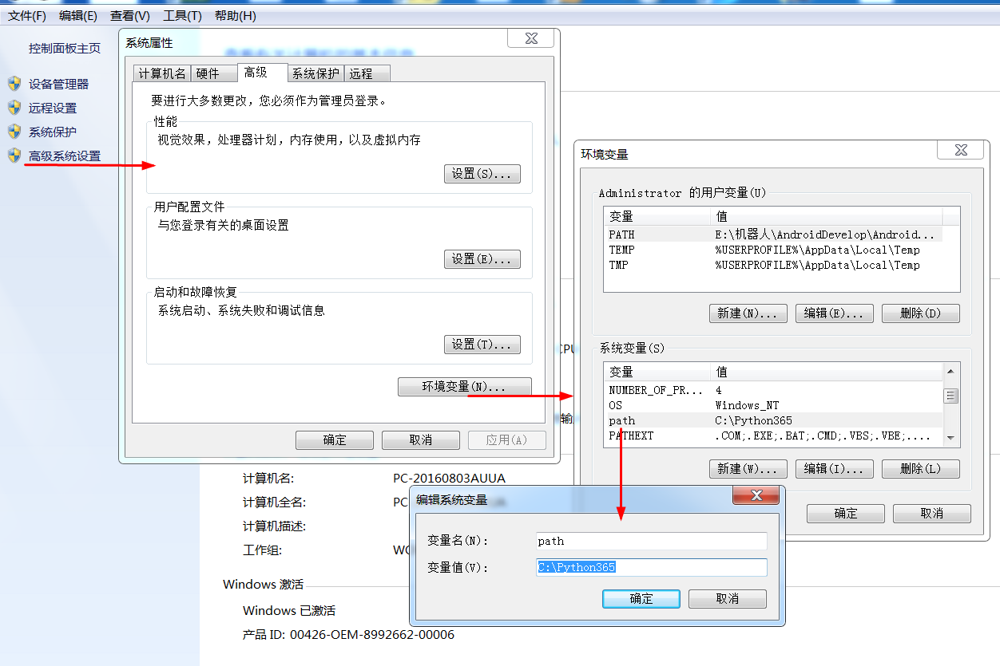 文件(F) 编辑(E) 查看(V) 工具(T) 帮助(H)
控制面板主页
设备管理器
远程设置
系统保护
高级系统设置
系统属性
计算机名 硬件 高级 系统保护 远程
要进行大多数更改，您必须作为管理员登录。
性能
视觉效果，处理器计划，内存使用，以及虚拟内存
设置(S)...
用户配置文件
与您登录有关的桌面设置
设置(E)...
启动和故障恢复
系统启动、系统失败和调试信息
设置(T)...
环境变量(N)...
确定 取消 应用(A)
环境变量
Administrator 的用户变量(U)
变量 值
PATH E:\机器人\AndroidDevelop\Android...
TEMP %USERPROFILE%\AppData\Local\Temp
TMP %USERPROFILE%\AppData\Local\Temp
新建(N)... 编辑(E)... 删除(D)
系统变量(S)
变量 值
NUMBER_OF_PR... 4
OS Windows_NT
path C:\Python365
PATHEXT .COM;.EXE;.BAT;.CMD;.VBS;.VBE;....
新建(W)... 编辑(I)... 删除(L)
确定 取消
CPU
输
计算机名: PC-20160803AUUA
计算机全名: PC
计算机描述:
工作组: WO
Windows 激活
Windows 已激活
产品 ID: 00426-OEM-8992662-00006
编辑系统变量
变量名(N): path
变量值(V): C:\Python365
确定 取消